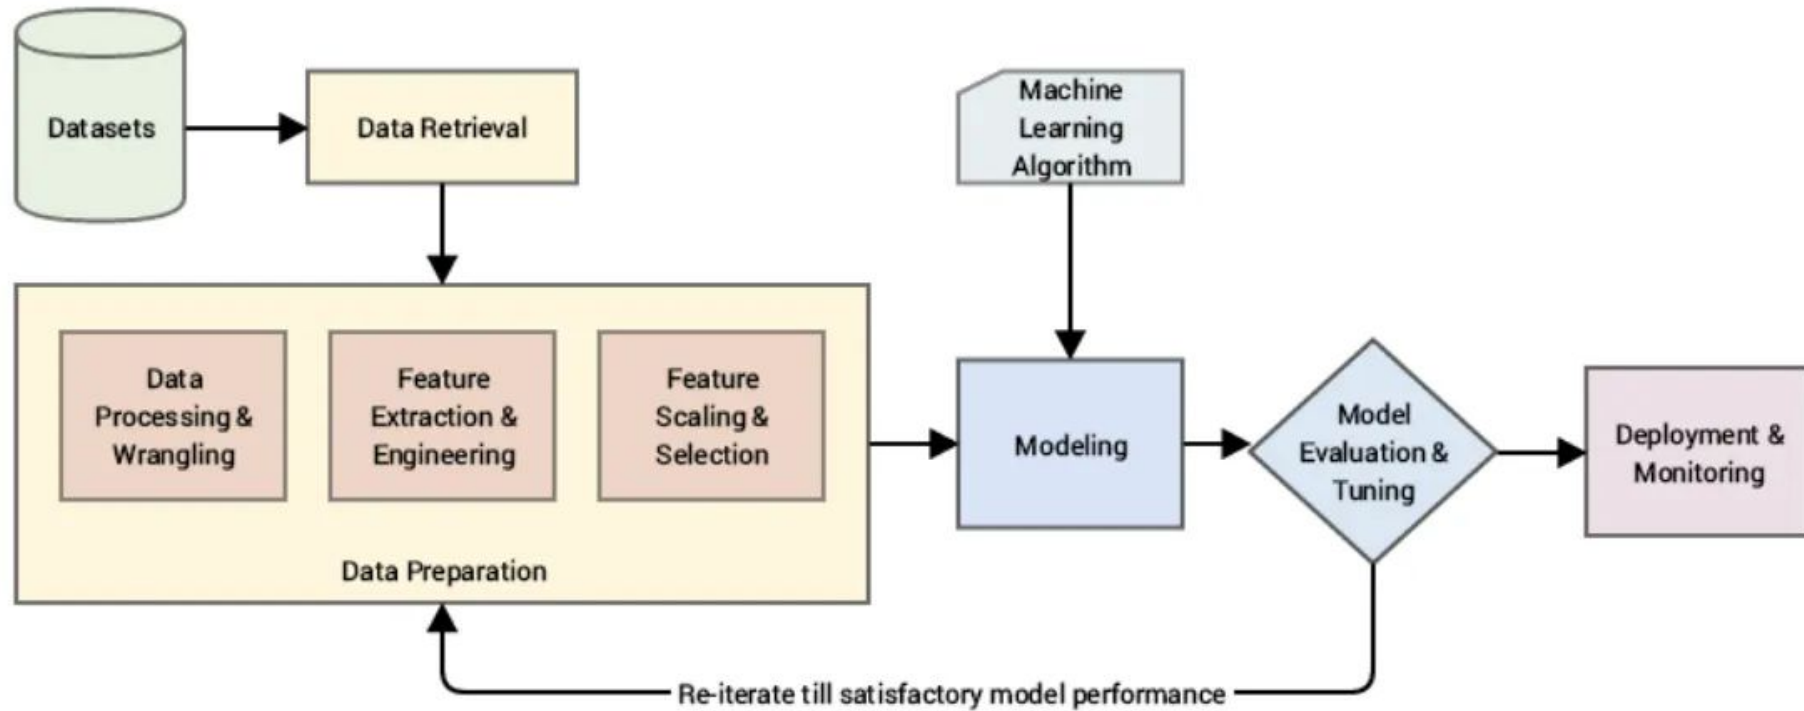 Datasets
Data Retrieval
Machine
Learning
Algorithm
Data
Processing &
Wrangling
Feature
Extraction &
Engineering
Feature
Scaling &
Selection
Data Preparation
Modeling
Model
Evaluation &
Tuning
Deployment &
Monitoring
Re-iterate till satisfactory model performance